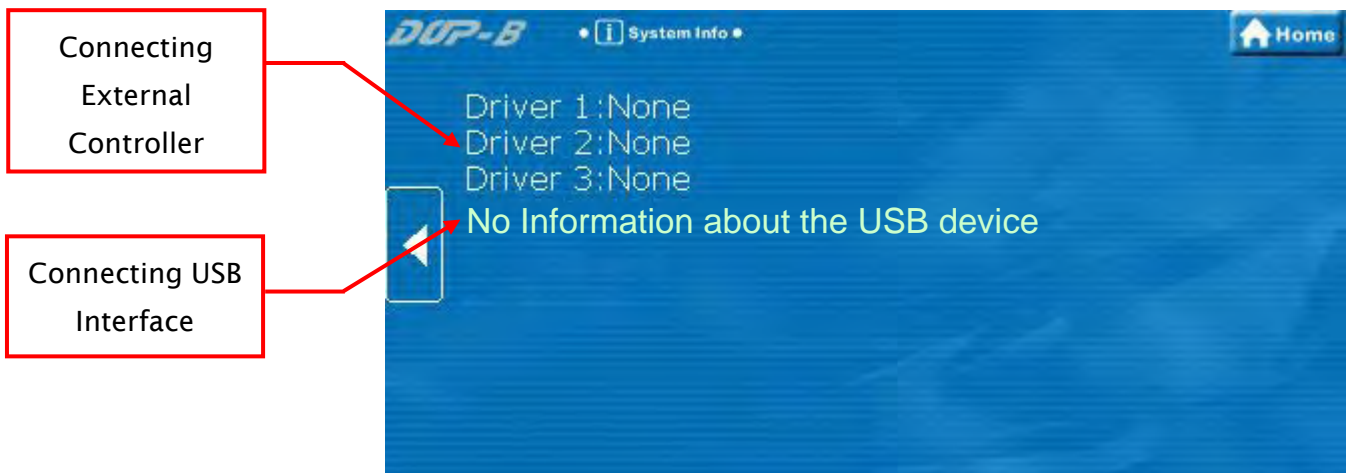 Connecting
External
Controller
Connecting USB
Interface
DOP-B
• i System Info •
Home
Driver 1:None
Driver 2:None
Driver 3:None
No Information about the USB device